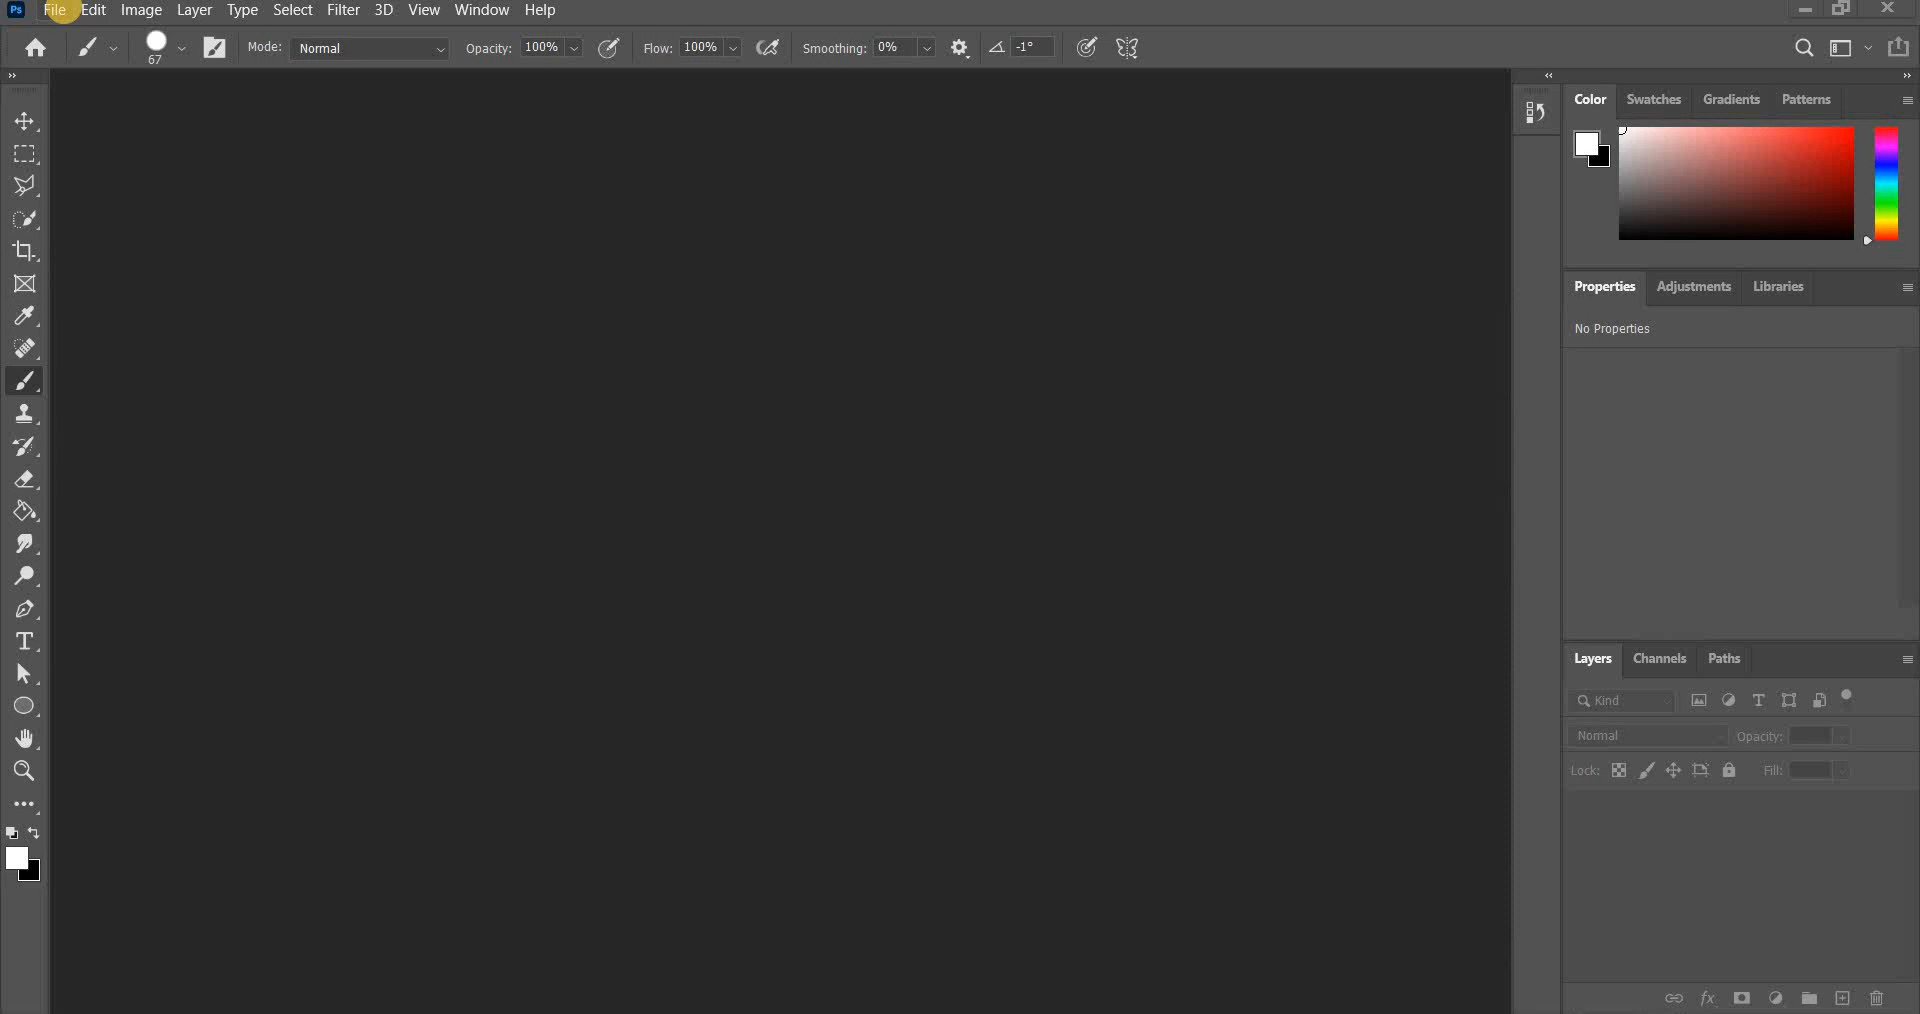 Ps File Edit Image Layer Type Select Filter 3D View Window Help
67 Mode: Normal Opacity: 100% Flow: 100% Smoothing: 0% -1°
Color Swatches Gradients Patterns
Properties Adjustments Libraries
No Properties
Layers Channels Paths
Kind
Normal Opacity:
Lock: Fill:
fx